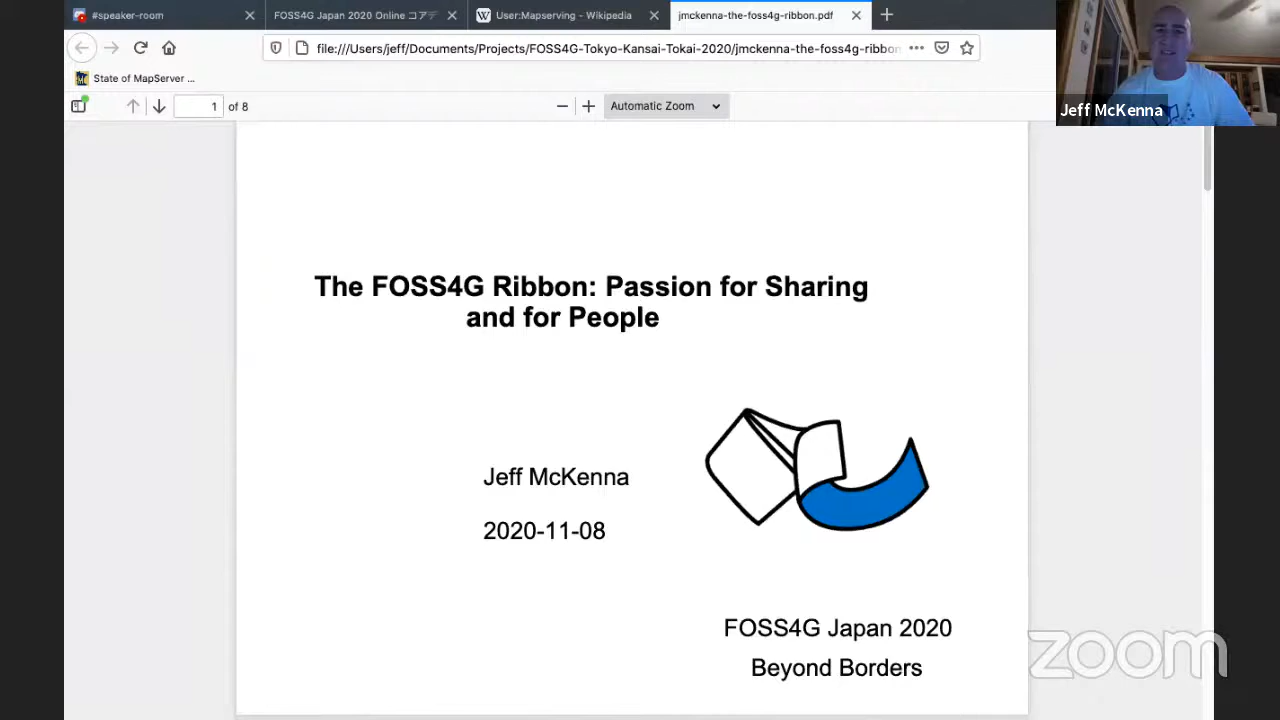 #speaker-room
FOSS4G Japan 2020 Online コアデ
User:Mapserving - Wikipedia
jmckenna-the-foss4g-ribbon.pdf
file:///Users/jeff/Documents/Projects/FOSS4G-Tokyo-Kansai-Tokai-2020/jmckenna-the-foss4g-ribbon
State of MapServer ...
1 of 8
Automatic Zoom
Jeff McKenna
The FOSS4G Ribbon: Passion for Sharing
and for People
Jeff McKenna
2020-11-08
FOSS4G Japan 2020
Beyond Borders
zoom